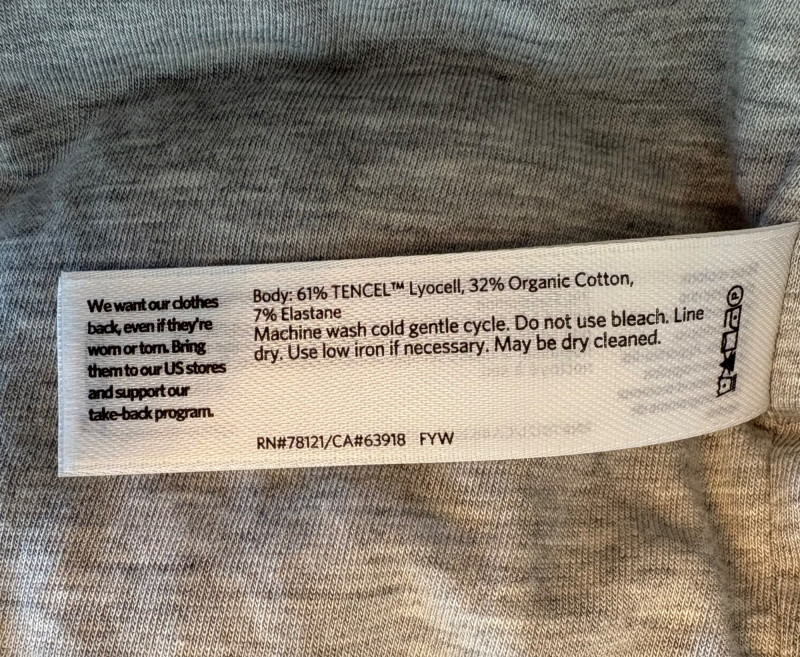 We want our clothes
back, even if they're
worn or torn. Bring
them to our US stores
and support our
take-back program.
Body: 61% TENCEL™ Lyocell, 32% Organic Cotton,
7% Elastane
Machine wash cold gentle cycle. Do not use bleach. Line
dry. Use low iron if necessary. May be dry cleaned.
RN#78121/CA#63918 FYW
P